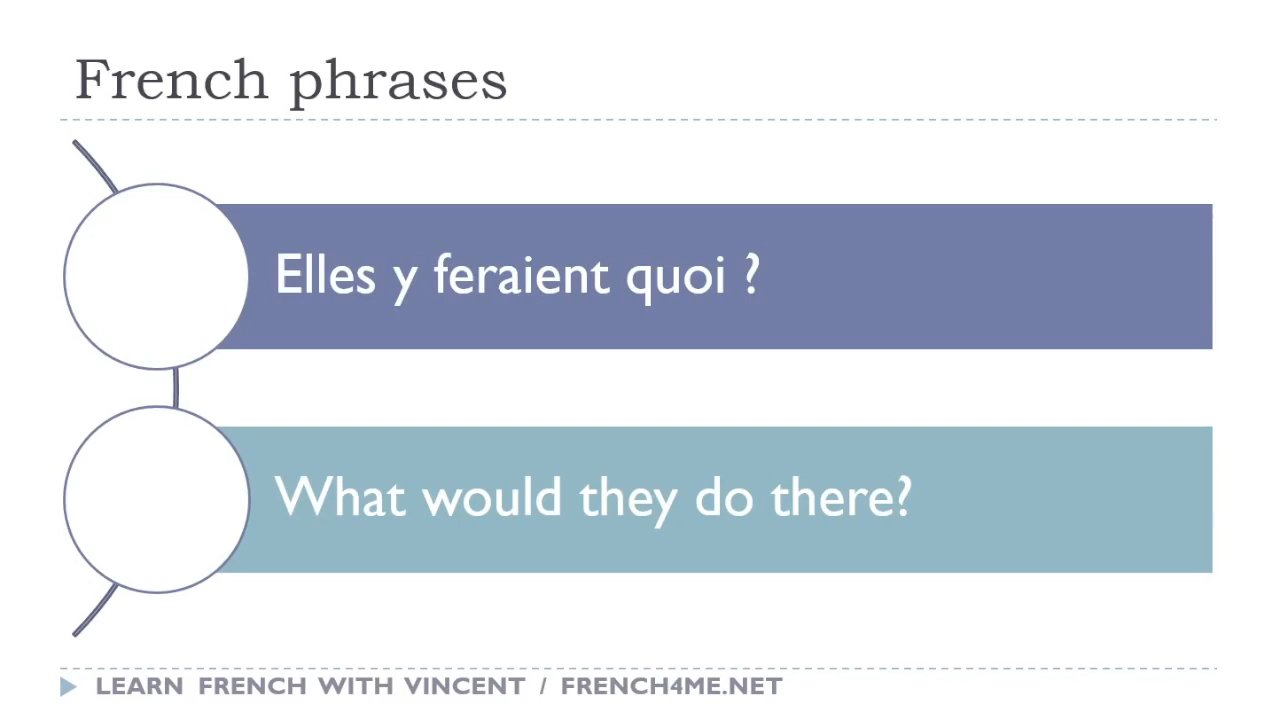 French phrases
Elles y feraient quoi ?
What would they do there?
LEARN FRENCH WITH VINCENT / FRENCH4ME.NET